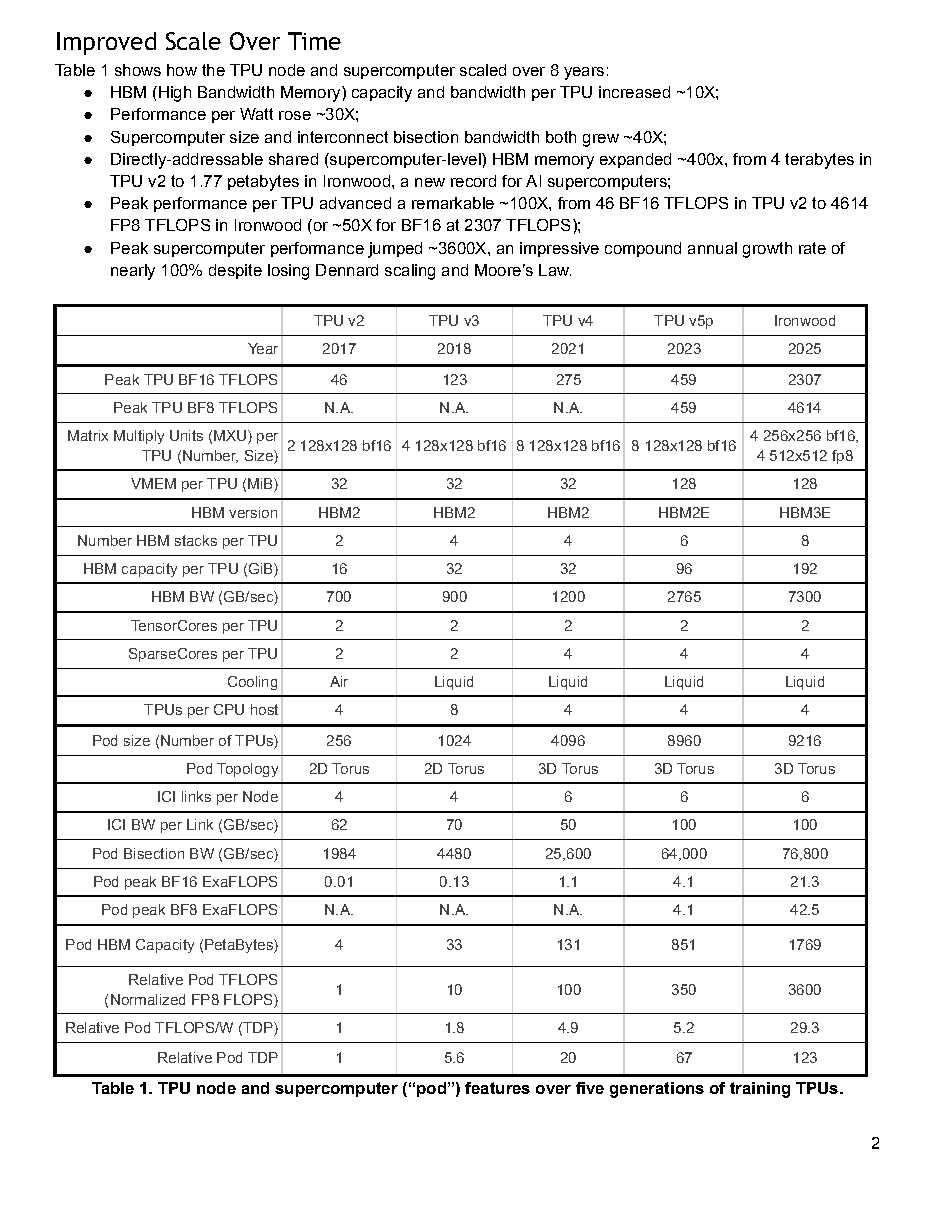 Improved Scale Over Time
Table 1 shows how the TPU node and supercomputer scaled over 8 years:
● HBM (High Bandwidth Memory) capacity and bandwidth per TPU increased ~10X;
● Performance per Watt rose ~30X;
● Supercomputer size and interconnect bisection bandwidth both grew ~40X;
● Directly-addressable shared (supercomputer-level) HBM memory expanded ~400x, from 4 terabytes in
TPU v2 to 1.77 petabytes in Ironwood, a new record for AI supercomputers;
● Peak performance per TPU advanced a remarkable ~100X, from 46 BF16 TFLOPS in TPU v2 to 4614
FP8 TFLOPS in Ironwood (or ~50X for BF16 at 2307 TFLOPS);
● Peak supercomputer performance jumped ~3600X, an impressive compound annual growth rate of
nearly 100% despite losing Dennard scaling and Moore's Law.
TPU v2 TPU v3 TPU v4 TPU v5p Ironwood
Year 2017 2018 2021 2023 2025
Peak TPU BF16 TFLOPS 46 123 275 459 2307
Peak TPU BF8 TFLOPS N.A. N.A. N.A. 459 4614
Matrix Multiply Units (MXU) per
TPU (Number, Size) 2 128x128 bf16 4 128x128 bf16 8 128x128 bf16 8 128x128 bf16 4 256x256 bf16,
4 512x512 fp8
VMEM per TPU (MiB) 32 32 32 128 128
HBM version HBM2 HBM2 HBM2 HBM2E HBM3E
Number HBM stacks per TPU 2 4 4 6 8
HBM capacity per TPU (GiB) 16 32 32 96 192
HBM BW (GB/sec) 700 900 1200 2765 7300
TensorCores per TPU 2 2 2 2 2
SparseCores per TPU 2 2 4 4 4
Cooling Air Liquid Liquid Liquid Liquid
TPUs per CPU host 4 8 4 4 4
Pod size (Number of TPUs) 256 1024 4096 8960 9216
Pod Topology 2D Torus 2D Torus 3D Torus 3D Torus 3D Torus
ICI links per Node 4 4 6 6 6
ICI BW per Link (GB/sec) 62 70 50 100 100
Pod Bisection BW (GB/sec) 1984 4480 25,600 64,000 76,800
Pod peak BF16 ExaFLOPS 0.01 0.13 1.1 4.1 21.3
Pod peak BF8 ExaFLOPS N.A. N.A. N.A. 4.1 42.5
Pod HBM Capacity (PetaBytes) 4 33 131 851 1769
Relative Pod TFLOPS
(Normalized FP8 FLOPS) 1 10 100 350 3600
Relative Pod TFLOPS/W (TDP) 1 1.8 4.9 5.2 29.3
Relative Pod TDP 1 5.6 20 67 123
Table 1. TPU node and supercomputer (“pod”) features over five generations of training TPUs.
2